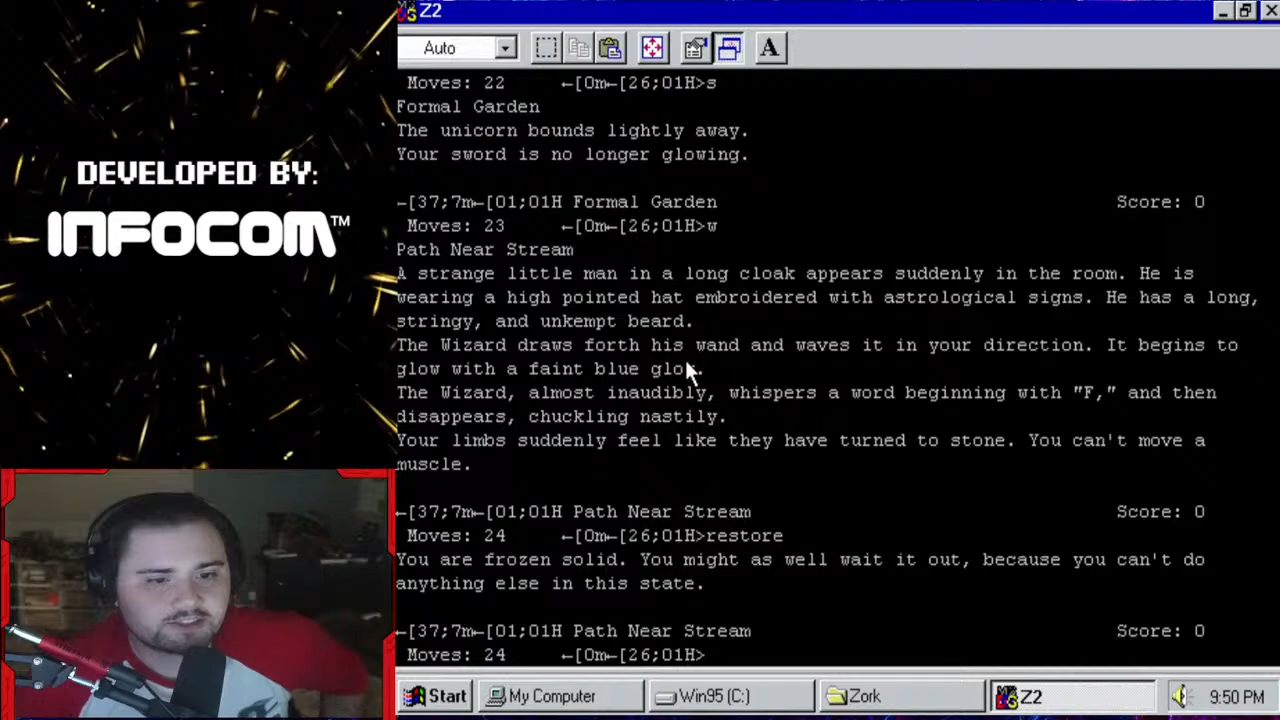 Z2
Auto
A
Moves: 22 ←[0m←[26;01H>s
Formal Garden
The unicorn bounds lightly away.
Your sword is no longer glowing.
←[37;7m←[01;01H Formal Garden Score: 0
Moves: 23 ←[0m←[26;01H>w
Path Near Stream
A strange little man in a long cloak appears suddenly in the room. He is
wearing a high pointed hat embroidered with astrological signs. He has a long,
stringy, and unkempt beard.
The Wizard draws forth his wand and waves it in your direction. It begins to
glow with a faint blue glow.
The Wizard, almost inaudibly, whispers a word beginning with "F," and then
disappears, chuckling nastily.
Your limbs suddenly feel like they have turned to stone. You can't move a
muscle.
←[37;7m←[01;01H Path Near Stream Score: 0
Moves: 24 ←[0m←[26;01H>restore
You are frozen solid. You might as well wait it out, because you can't do
anything else in this state.
←[37;7m←[01;01H Path Near Stream Score: 0
Moves: 24 ←[0m←[26;01H>
DEVELOPED BY:
INFOCOM™
Start My Computer Win95 (C:) Zork Z2 9:50 PM